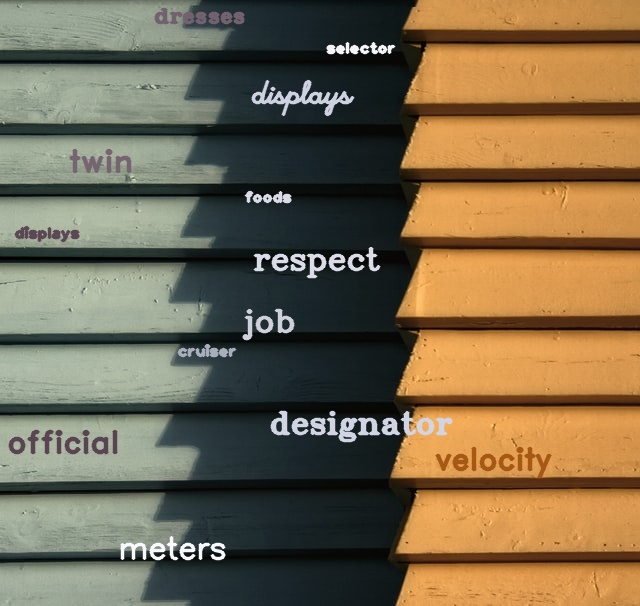 dresses
selector
displays
twin
foods
displays
respect
job
cruiser
designator
official
velocity
meters